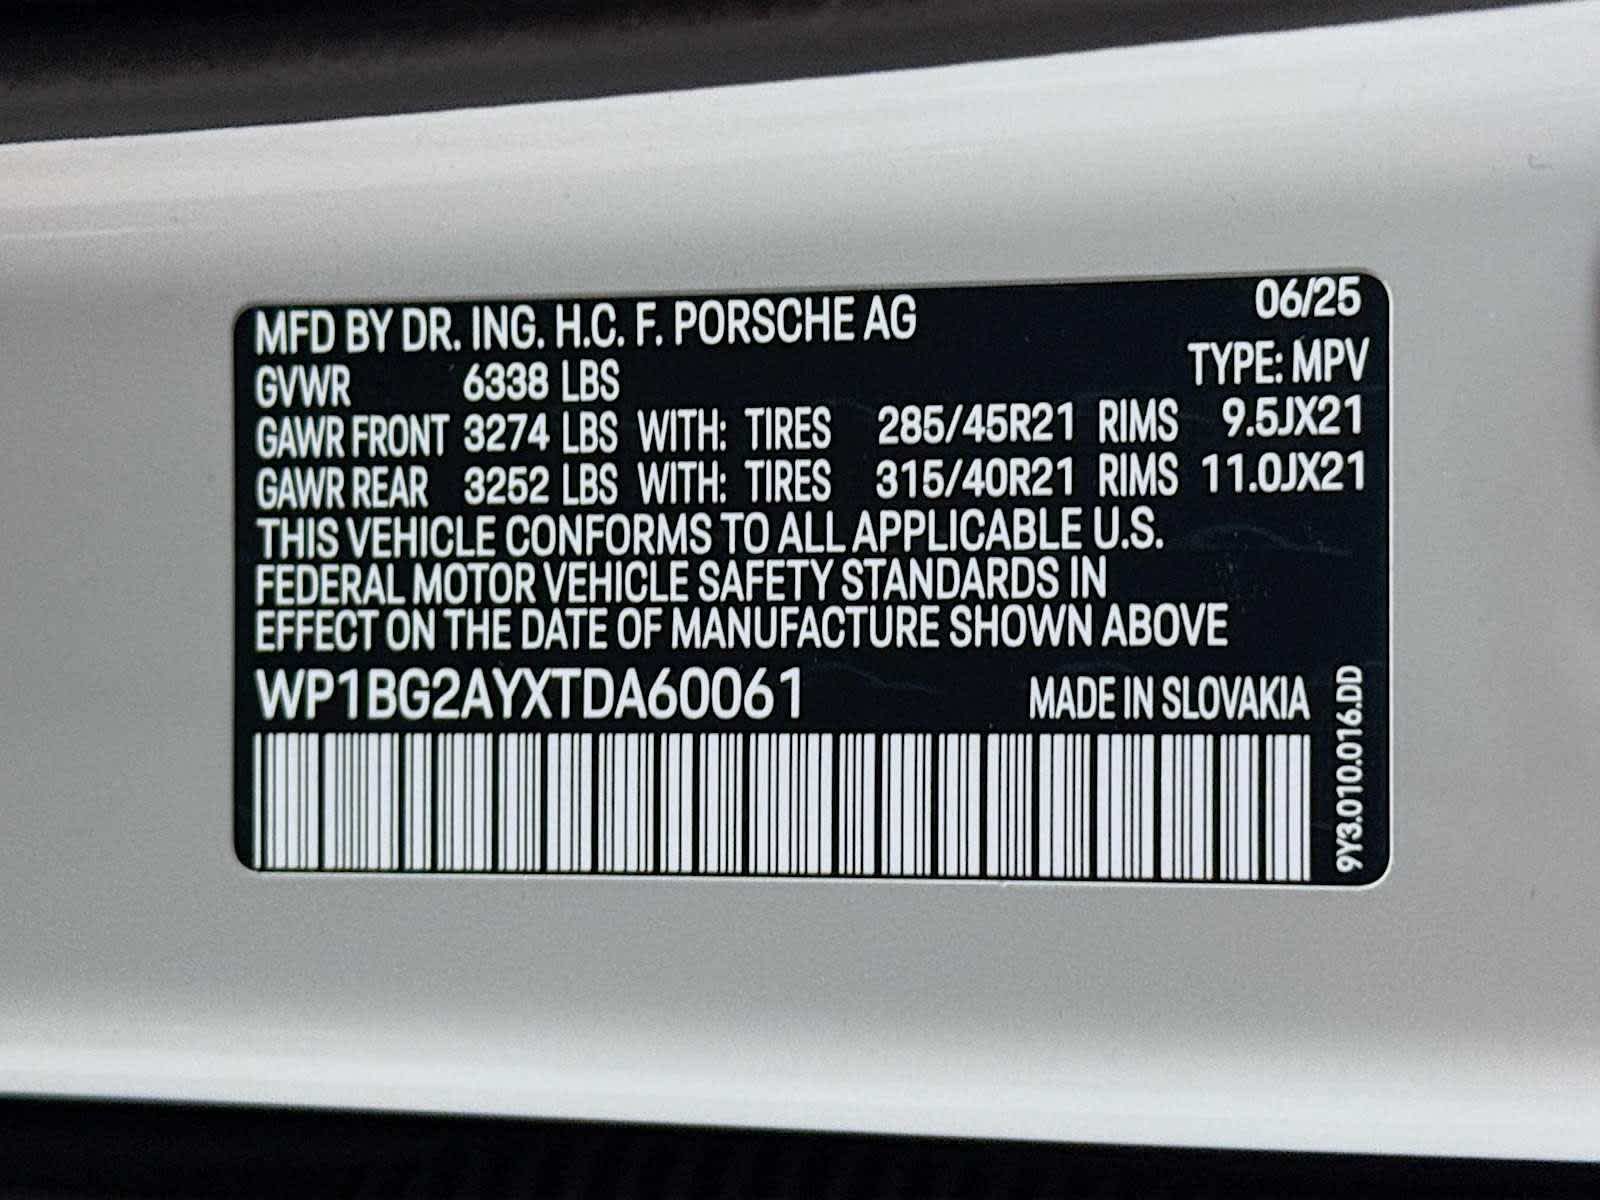 MFD BY DR. ING. H.C. F. PORSCHE AG 06/25
GVWR 6338 LBS TYPE: MPV
GAWR FRONT 3274 LBS WITH: TIRES 285/45R21 RIMS 9.5JX21
GAWR REAR 3252 LBS WITH: TIRES 315/40R21 RIMS 11.0JX21
THIS VEHICLE CONFORMS TO ALL APPLICABLE U.S.
FEDERAL MOTOR VEHICLE SAFETY STANDARDS IN
EFFECT ON THE DATE OF MANUFACTURE SHOWN ABOVE
WP1BG2AYXTDA60061 MADE IN SLOVAKIA
9Y3.010.016.DD